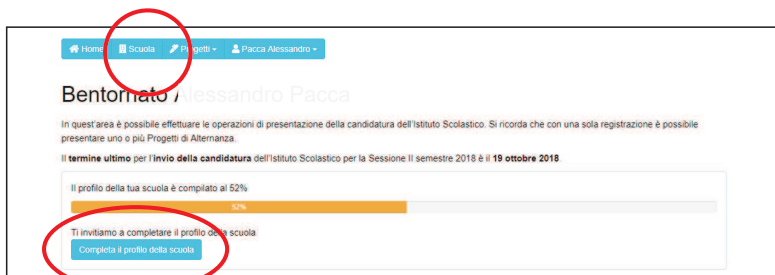 Home Scuola Progetti Pacca Alessandro
Bentornato Alessandro Pacca
In quest'area è possibile effettuare le operazioni di presentazione della candidatura dell'Istituto Scolastico. Si ricorda che con una sola registrazione è possibile
presentare uno o più Progetti di Alternanza.
Il termine ultimo per l'invio della candidatura dell'Istituto Scolastico per la Sessione II semestre 2018 è il 19 ottobre 2018
Il profilo della tua scuola è compilato al 52%
52%
Ti invitiamo a completare il profilo della scuola
Completa il profilo della scuola